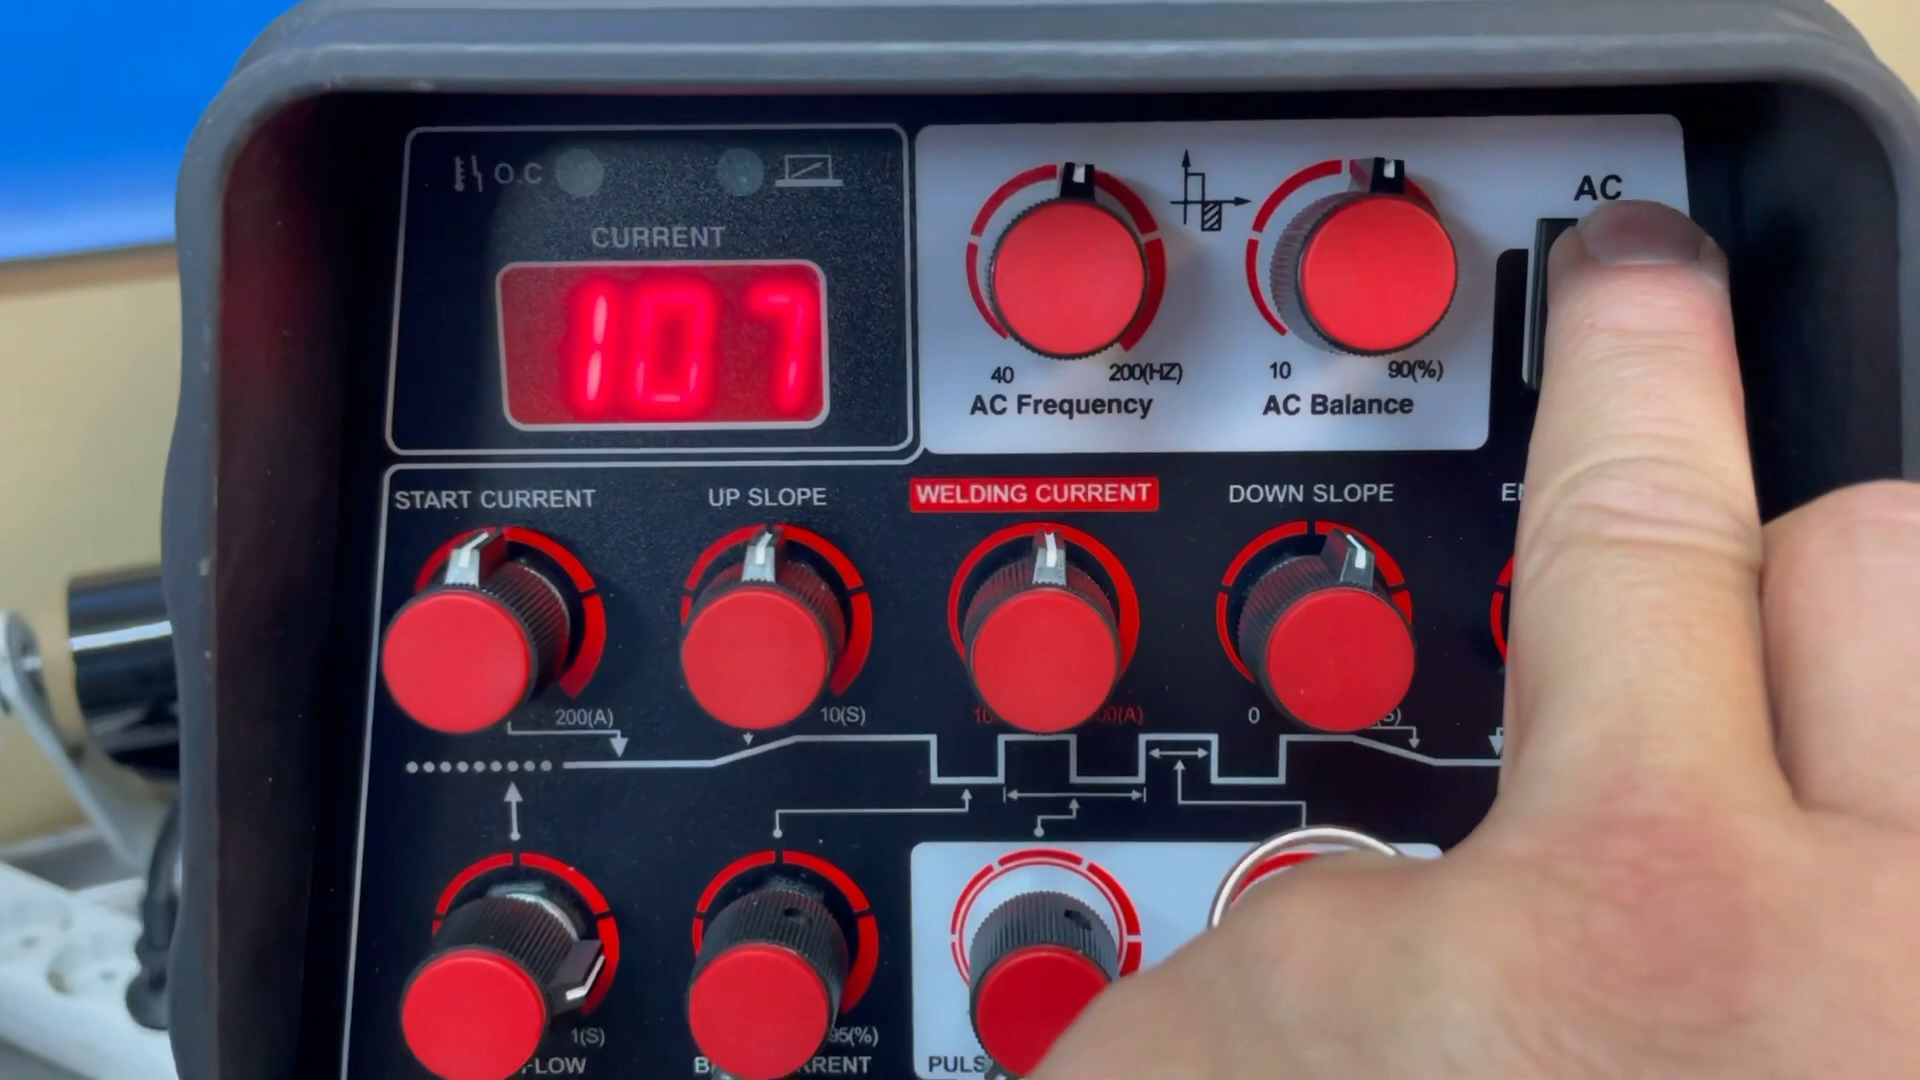 O.C
AC
CURRENT
107
40 200(HZ)
AC Frequency
10 90(%)
AC Balance
START CURRENT
UP SLOPE
WELDING CURRENT
DOWN SLOPE
200(A)
10(S)
10
0
1(S)
95(%)